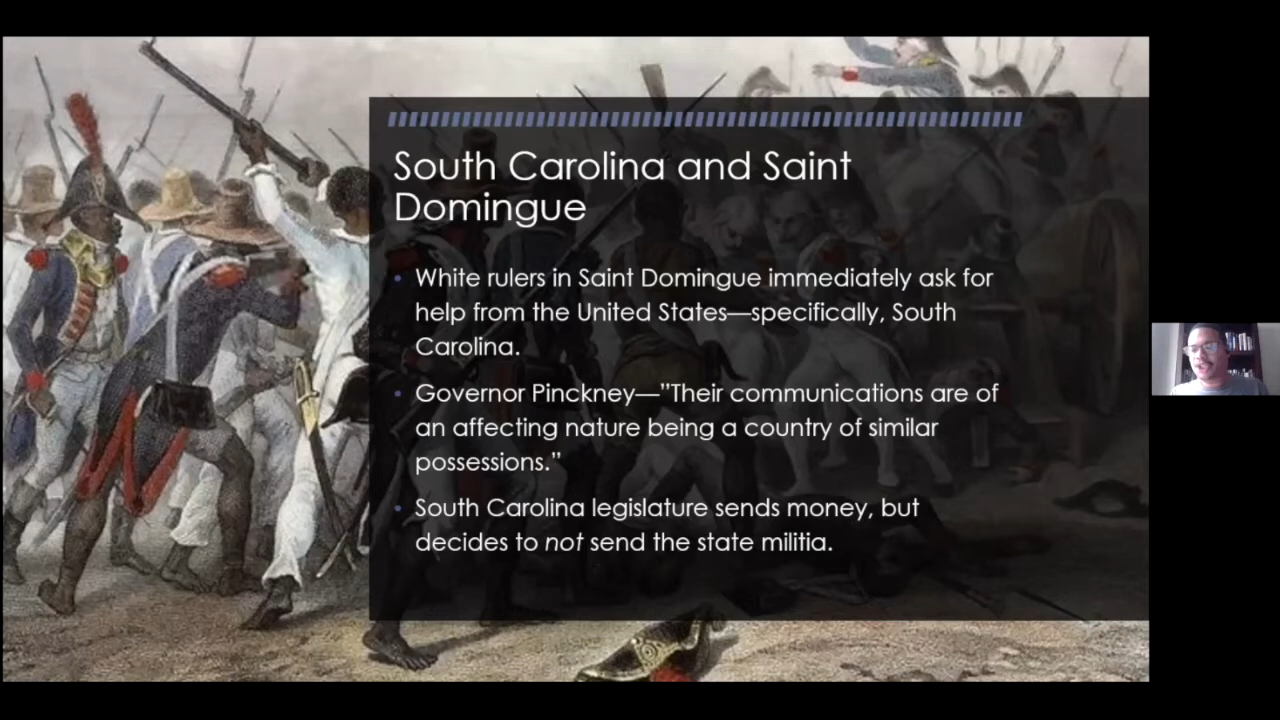 South Carolina and Saint
Domingue
• White rulers in Saint Domingue immediately ask for
help from the United States—specifically, South
Carolina.
• Governor Pinckney—”Their communications are of
an affecting nature being a country of similar
possessions.”
• South Carolina legislature sends money, but
decides to not send the state militia.